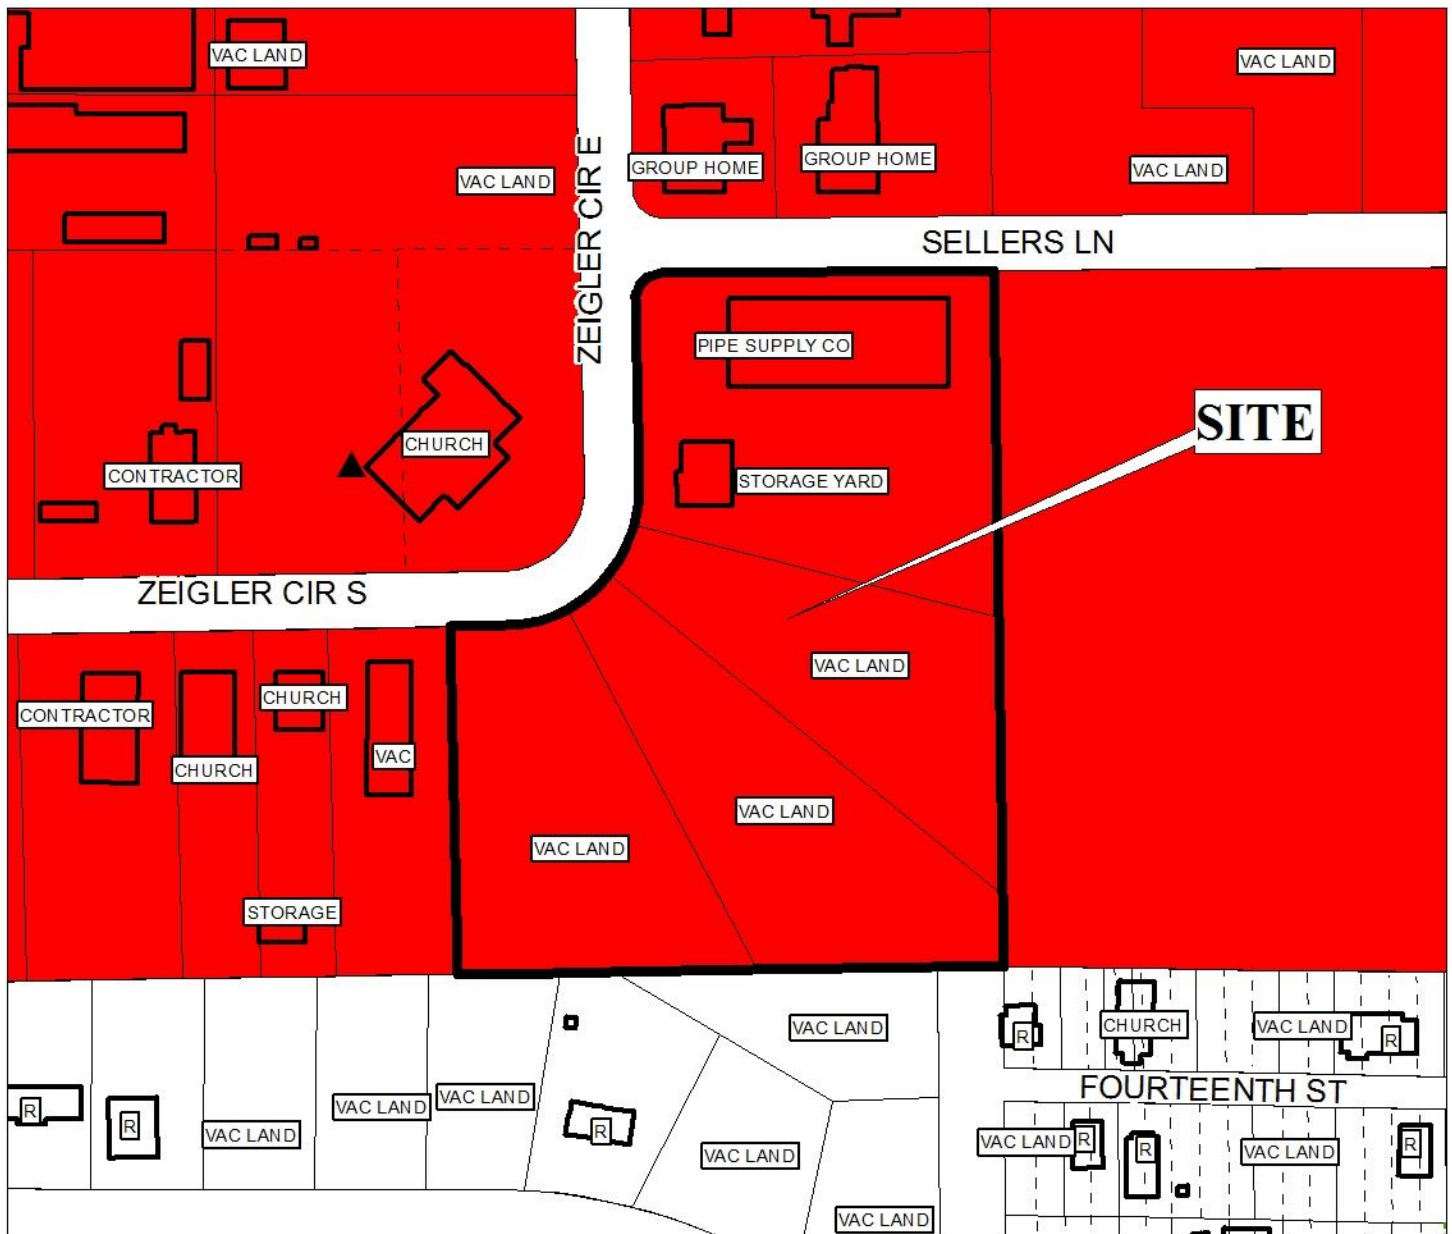 VAC LAND
VAC LAND
GROUP HOME
GROUP HOME
VAC LAND
VAC LAND
ZEIGLER CIR E
SELLERS LN
PIPE SUPPLY CO
SITE
CHURCH
CONTRACTOR
STORAGE YARD
ZEIGLER CIR S
VAC LAND
CHURCH
CONTRACTOR
VAC
CHURCH
VAC LAND
VAC LAND
STORAGE
VAC LAND
CHURCH
VAC LAND
R
R
FOURTEENTH ST
VAC LAND
VAC LAND
R
R
VAC LAND
R
VAC LAND
VAC LAND
R
R
VAC LAND
R
VAC LAND